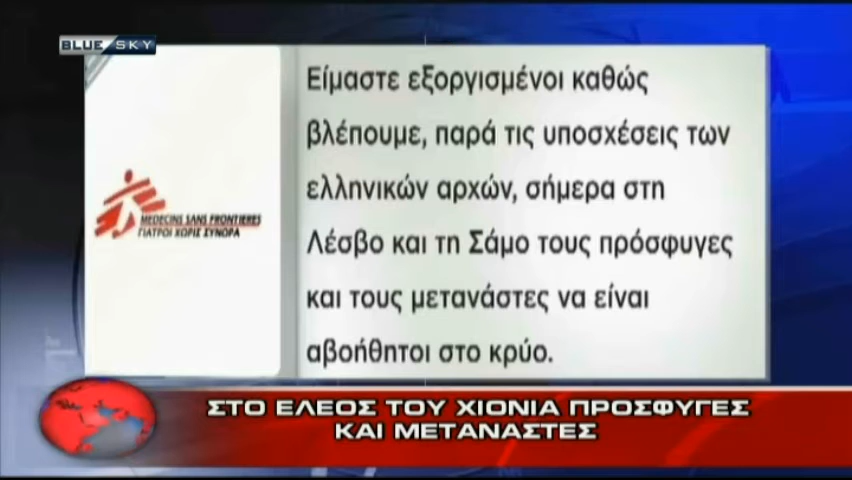 BLUE SKY
Είμαστε εξοργισμένοι καθώς
βλέπουμε, παρά τις υποσχέσεις των
ελληνικών αρχών, σήμερα στη
Λέσβο και τη Σάμο τους πρόσφυγες
και τους μετανάστες να είναι
αβοήθητοι στο κρύο.
MEDECINS SANS FRONTIERES
ΓΙΑΤΡΟΙ ΧΩΡΙΣ ΣΥΝΟΡΑ
ΣΤΟ ΕΛΕΟΣ ΤΟΥ ΧΙΟΝΙΑ ΠΡΟΣΦΥΓΕΣ
ΚΑΙ ΜΕΤΑΝΑΣΤΕΣ